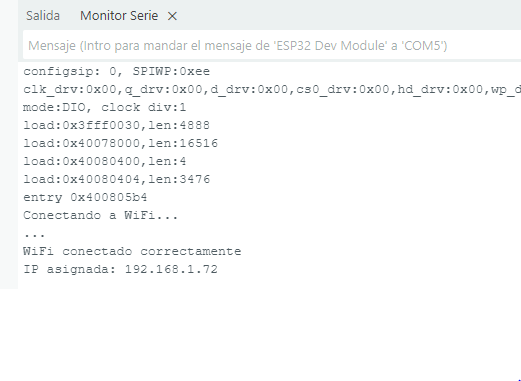 Salida Monitor Serie ×
Mensaje (Intro para mandar el mensaje de 'ESP32 Dev Module' a 'COM5')
configsip: 0, SPIWP:0xee
clk_drv:0x00,q_drv:0x00,d_drv:0x00,cs0_drv:0x00,hd_drv:0x00,wp_d
mode:DIO, clock div:1
load:0x3fff0030,len:4888
load:0x40078000,len:16516
load:0x40080400,len:4
load:0x40080404,len:3476
entry 0x400805b4
Conectando a WiFi...
...
WiFi conectado correctamente
IP asignada: 192.168.1.72